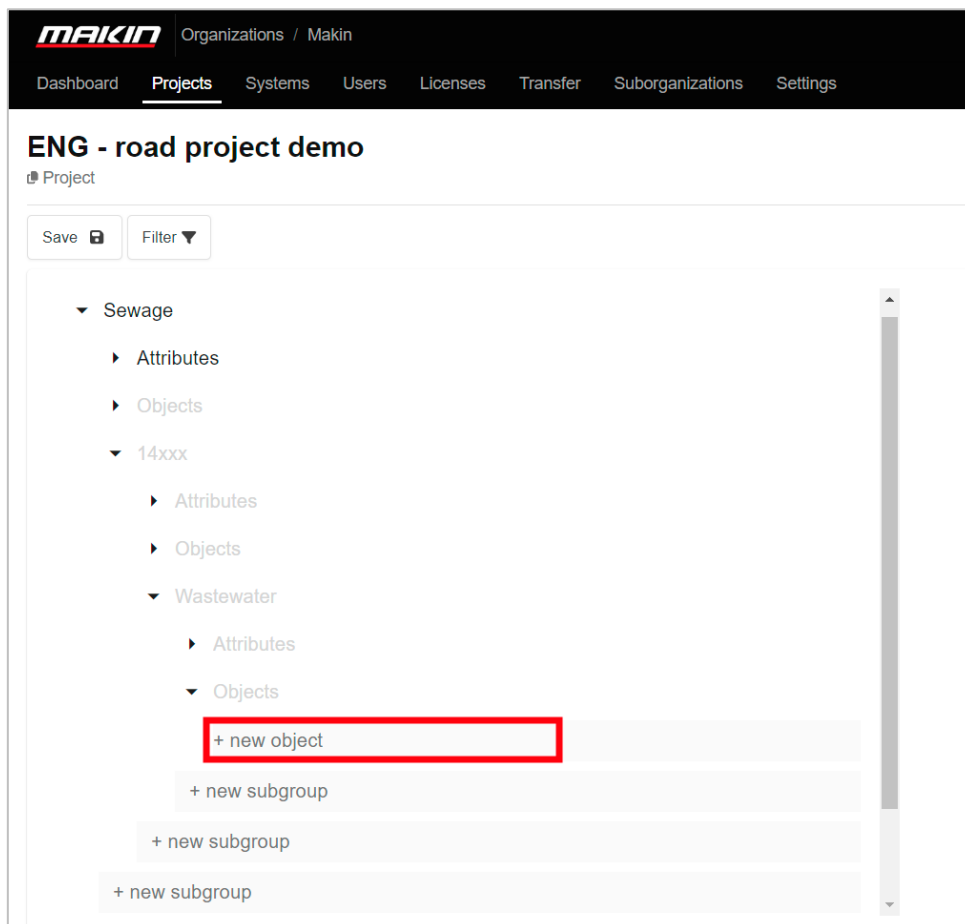 MAKIN Organizations / Makin
Dashboard Projects Systems Users Licenses Transfer Suborganizations Settings
ENG - road project demo
Project
Save Filter
Sewage
Attributes
Objects
14xxx
Attributes
Objects
Wastewater
Attributes
Objects
+ new object
+ new subgroup
+ new subgroup
+ new subgroup